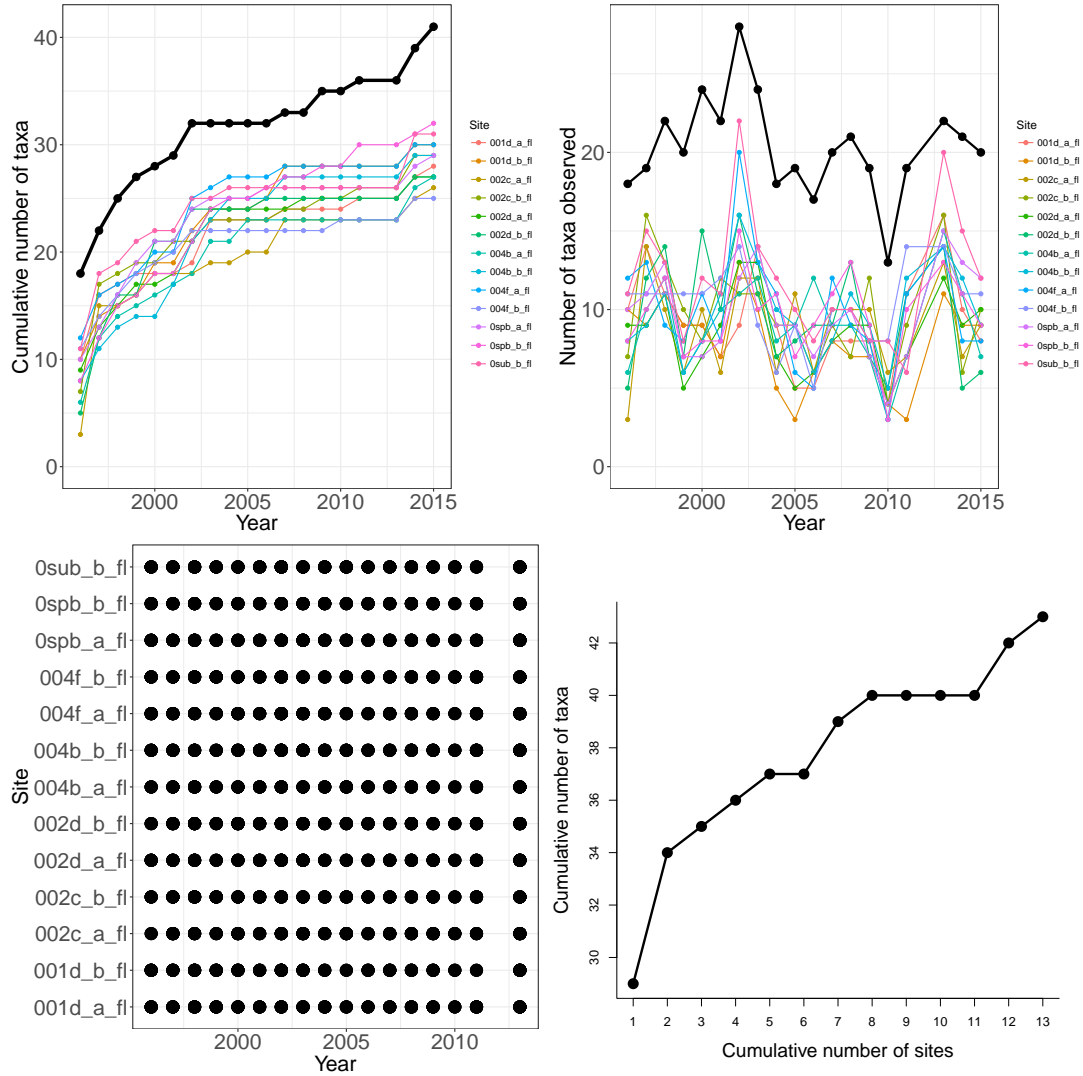 Cumulative number of taxa
40
30
20
10
0
2000 2005 2010 2015
Year
Site
001d_a_fl
001d_b_fl
002c_a_fl
002c_b_fl
002d_a_fl
002d_b_fl
004b_a_fl
004b_b_fl
004f_a_fl
004f_b_fl
0spb_a_fl
0spb_b_fl
0sub_b_fl
Number of taxa observed
20
10
0
2000 2005 2010 2015
Year
Site
001d_a_fl
001d_b_fl
002c_a_fl
002c_b_fl
002d_a_fl
002d_b_fl
004b_a_fl
004b_b_fl
004f_a_fl
004f_b_fl
0spb_a_fl
0spb_b_fl
0sub_b_fl
Site
0sub_b_fl
0spb_b_fl
0spb_a_fl
004f_b_fl
004f_a_fl
004b_b_fl
004b_a_fl
002d_b_fl
002d_a_fl
002c_b_fl
002c_a_fl
001d_b_fl
001d_a_fl
2000 2005 2010
Year
Cumulative number of taxa
42
40
38
36
34
32
30
1 2 3 4 5 6 7 8 9 10 11 12 13
Cumulative number of sites